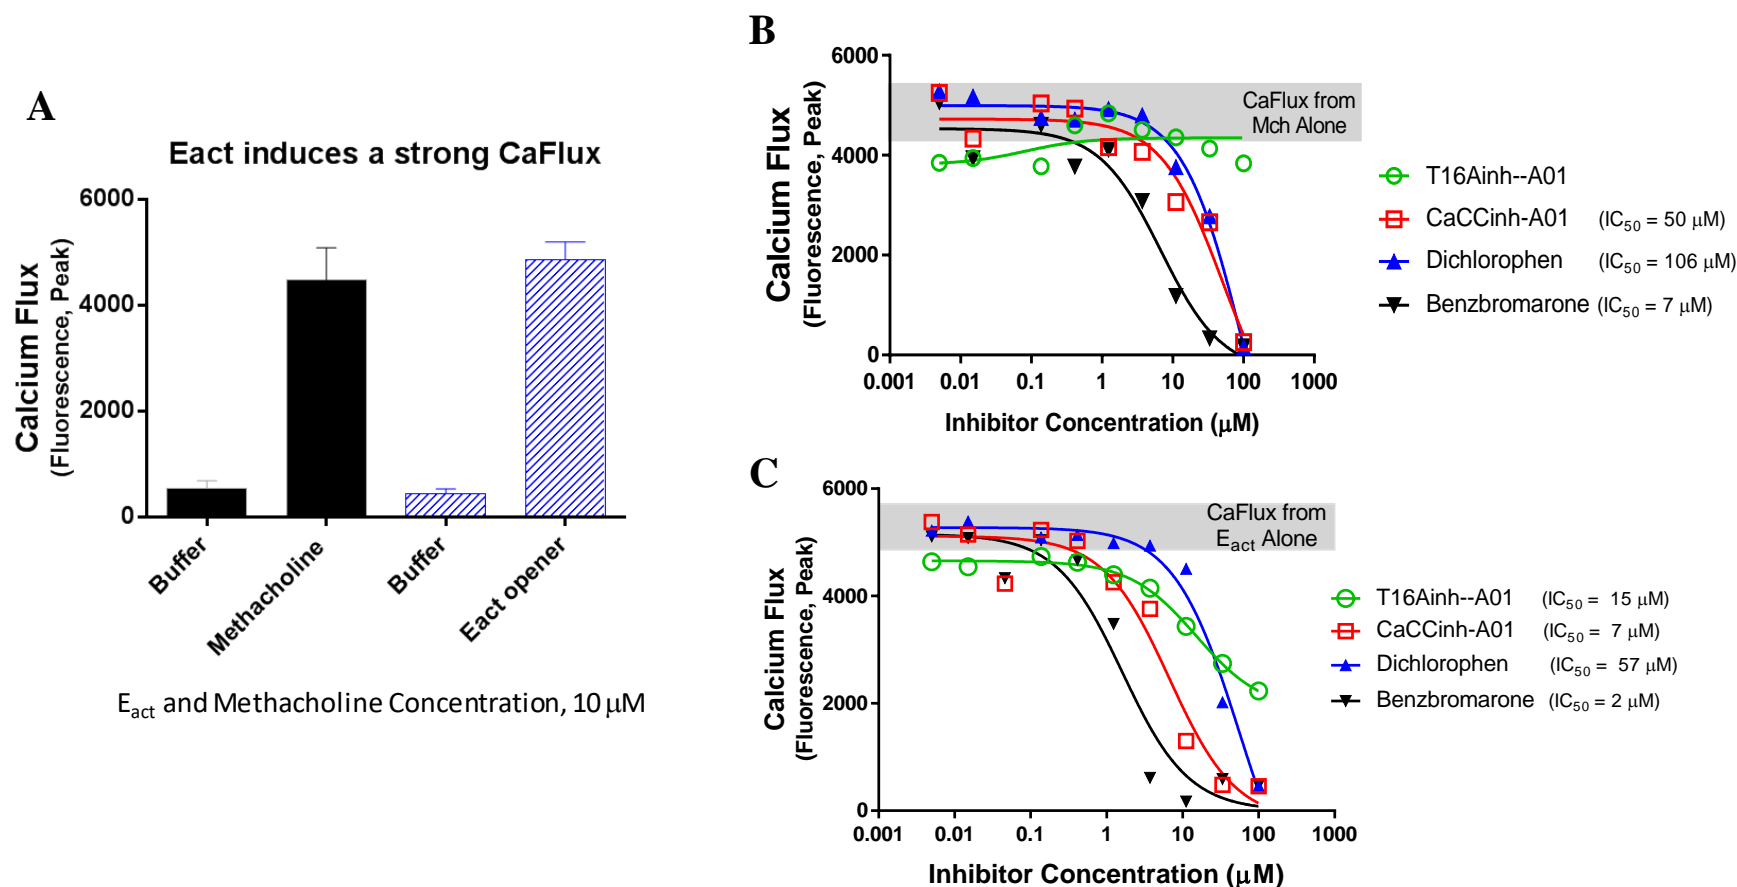 A
Eact induces a strong CaFlux
Calcium Flux
(Fluorescence, Peak)
6000
4000
2000
0
Buffer
Methacholine
Buffer
Eact opener
E_act and Methacholine Concentration, 10 μM
B
Calcium Flux
(Fluorescence, Peak)
6000
4000
2000
0
CaFlux from
Mch Alone
0.001 0.01 0.1 1 10 100 1000
Inhibitor Concentration (μM)
T16Ainh--A01
CaCCinh-A01 (IC50 = 50 μM)
Dichlorophen (IC50 = 106 μM)
Benzbromarone (IC50 = 7 μM)
C
Calcium Flux
(Fluorescence, Peak)
6000
4000
2000
0
CaFlux from
E_act Alone
0.001 0.01 0.1 1 10 100 1000
Inhibitor Concentration (μM)
T16Ainh--A01 (IC50 = 15 μM)
CaCCinh-A01 (IC50 = 7 μM)
Dichlorophen (IC50 = 57 μM)
Benzbromarone (IC50 = 2 μM)